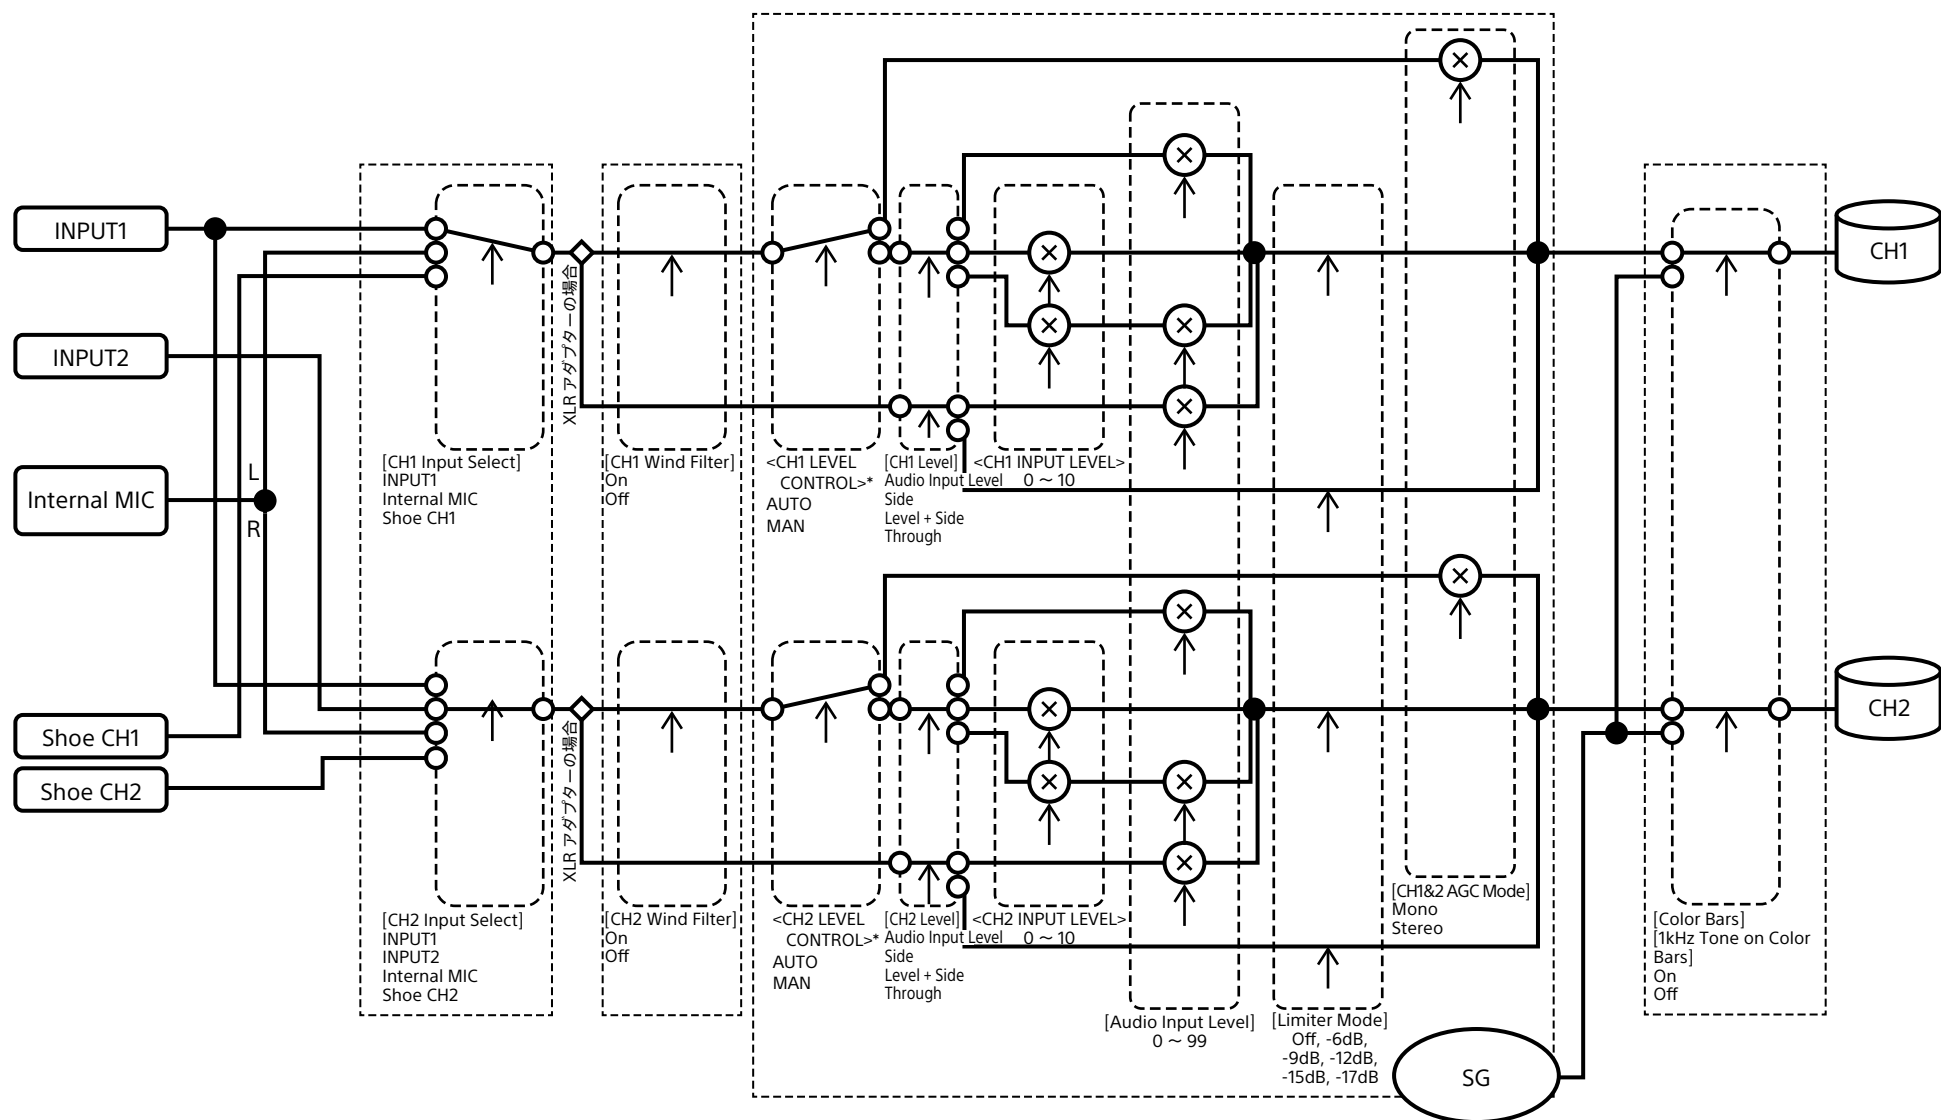 INPUT1
INPUT2
Internal MIC
L
R
Shoe CH1
Shoe CH2
[CH1 Input Select]
INPUT1
Internal MIC
Shoe CH1
XLR アダプターの場合
[CH1 Wind Filter]
On
Off
<CH1 LEVEL
CONTROL>*
AUTO
MAN
[CH1 Level]
Audio Input Level
Side
Level + Side
Through
<CH1 INPUT LEVEL>
0 ～ 10
[CH2 Input Select]
INPUT1
INPUT2
Internal MIC
Shoe CH2
XLR アダプターの場合
[CH2 Wind Filter]
On
Off
<CH2 LEVEL
CONTROL>*
AUTO
MAN
[CH2 Level]
Audio Input Level
Side
Level + Side
Through
<CH2 INPUT LEVEL>
0 ～ 10
[Audio Input Level]
0 ～ 99
[Limiter Mode]
Off, -6dB,
-9dB, -12dB,
-15dB, -17dB
[CH1&2 AGC Mode]
Mono
Stereo
SG
[Color Bars]
[1kHz Tone on Color
Bars]
On
Off
CH1
CH2